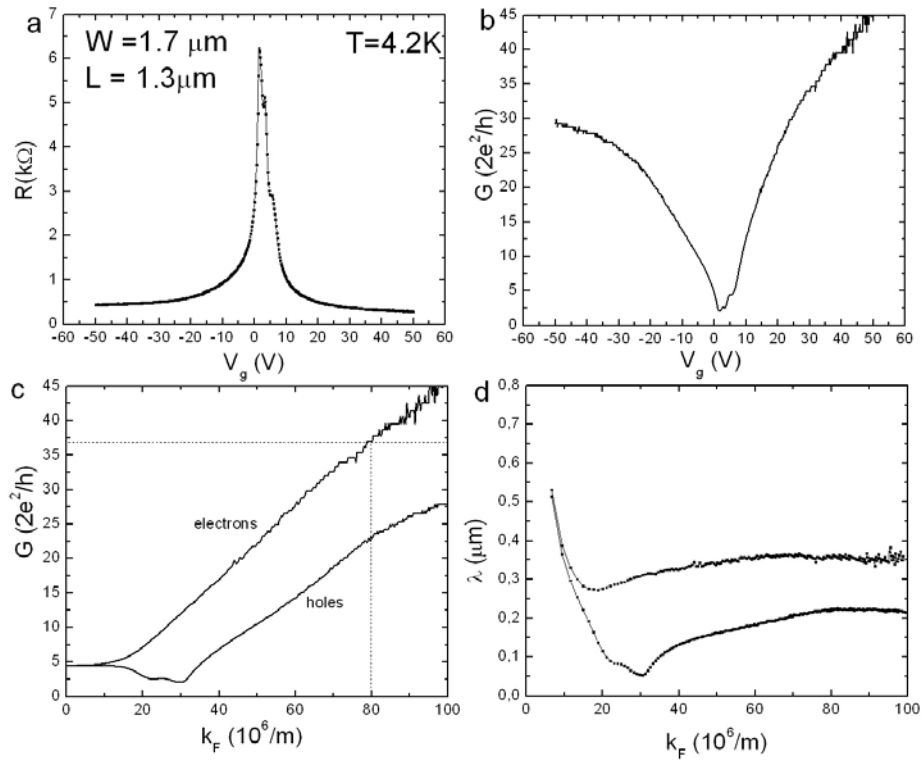 a
W =1.7 μm
L = 1.3μm
T=4.2K
7
6
5
4
3
2
1
0
R(kΩ)
-60 -50 -40 -30 -20 -10 0 10 20 30 40 50 60
V_g (V)
b
45
40
35
30
25
20
15
10
5
0
G (2e²/h)
-60 -50 -40 -30 -20 -10 0 10 20 30 40 50 60
V_g (V)
c
45
40
35
30
25
20
15
10
5
0
G (2e²/h)
electrons
holes
0 20 40 60 80 100
k_F (10⁶/m)
d
0,8
0,7
0,6
0,5
0,4
0,3
0,2
0,1
0,0
λ (μm)
0 20 40 60 80 100
k_F (10⁶/m)